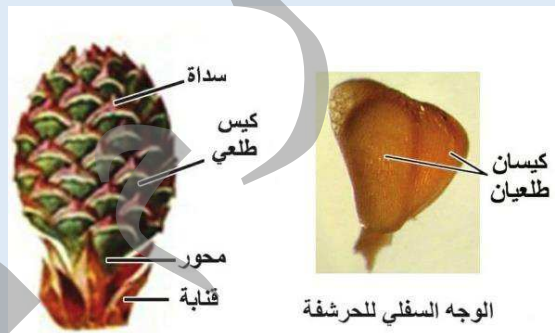 سداة
كيس
طلعي
محور
قنابة
كيسان
طلعيان
الوجه السفلي للحرشفة